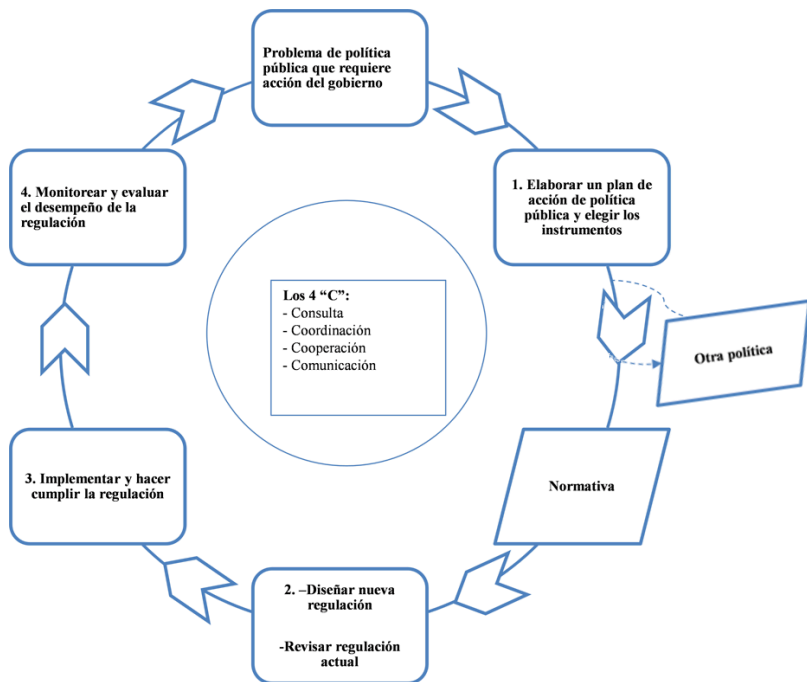 Problema de política
pública que requiere
acción del gobierno
1. Elaborar un plan de
acción de política
pública y elegir los
instrumentos
Otra política
Normativa
2. –Diseñar nueva
regulación
-Revisar regulación
actual
3. Implementar y hacer
cumplir la regulación
4. Monitorear y evaluar
el desempeño de la
regulación
Los 4 “C”:
- Consulta
- Coordinación
- Cooperación
- Comunicación